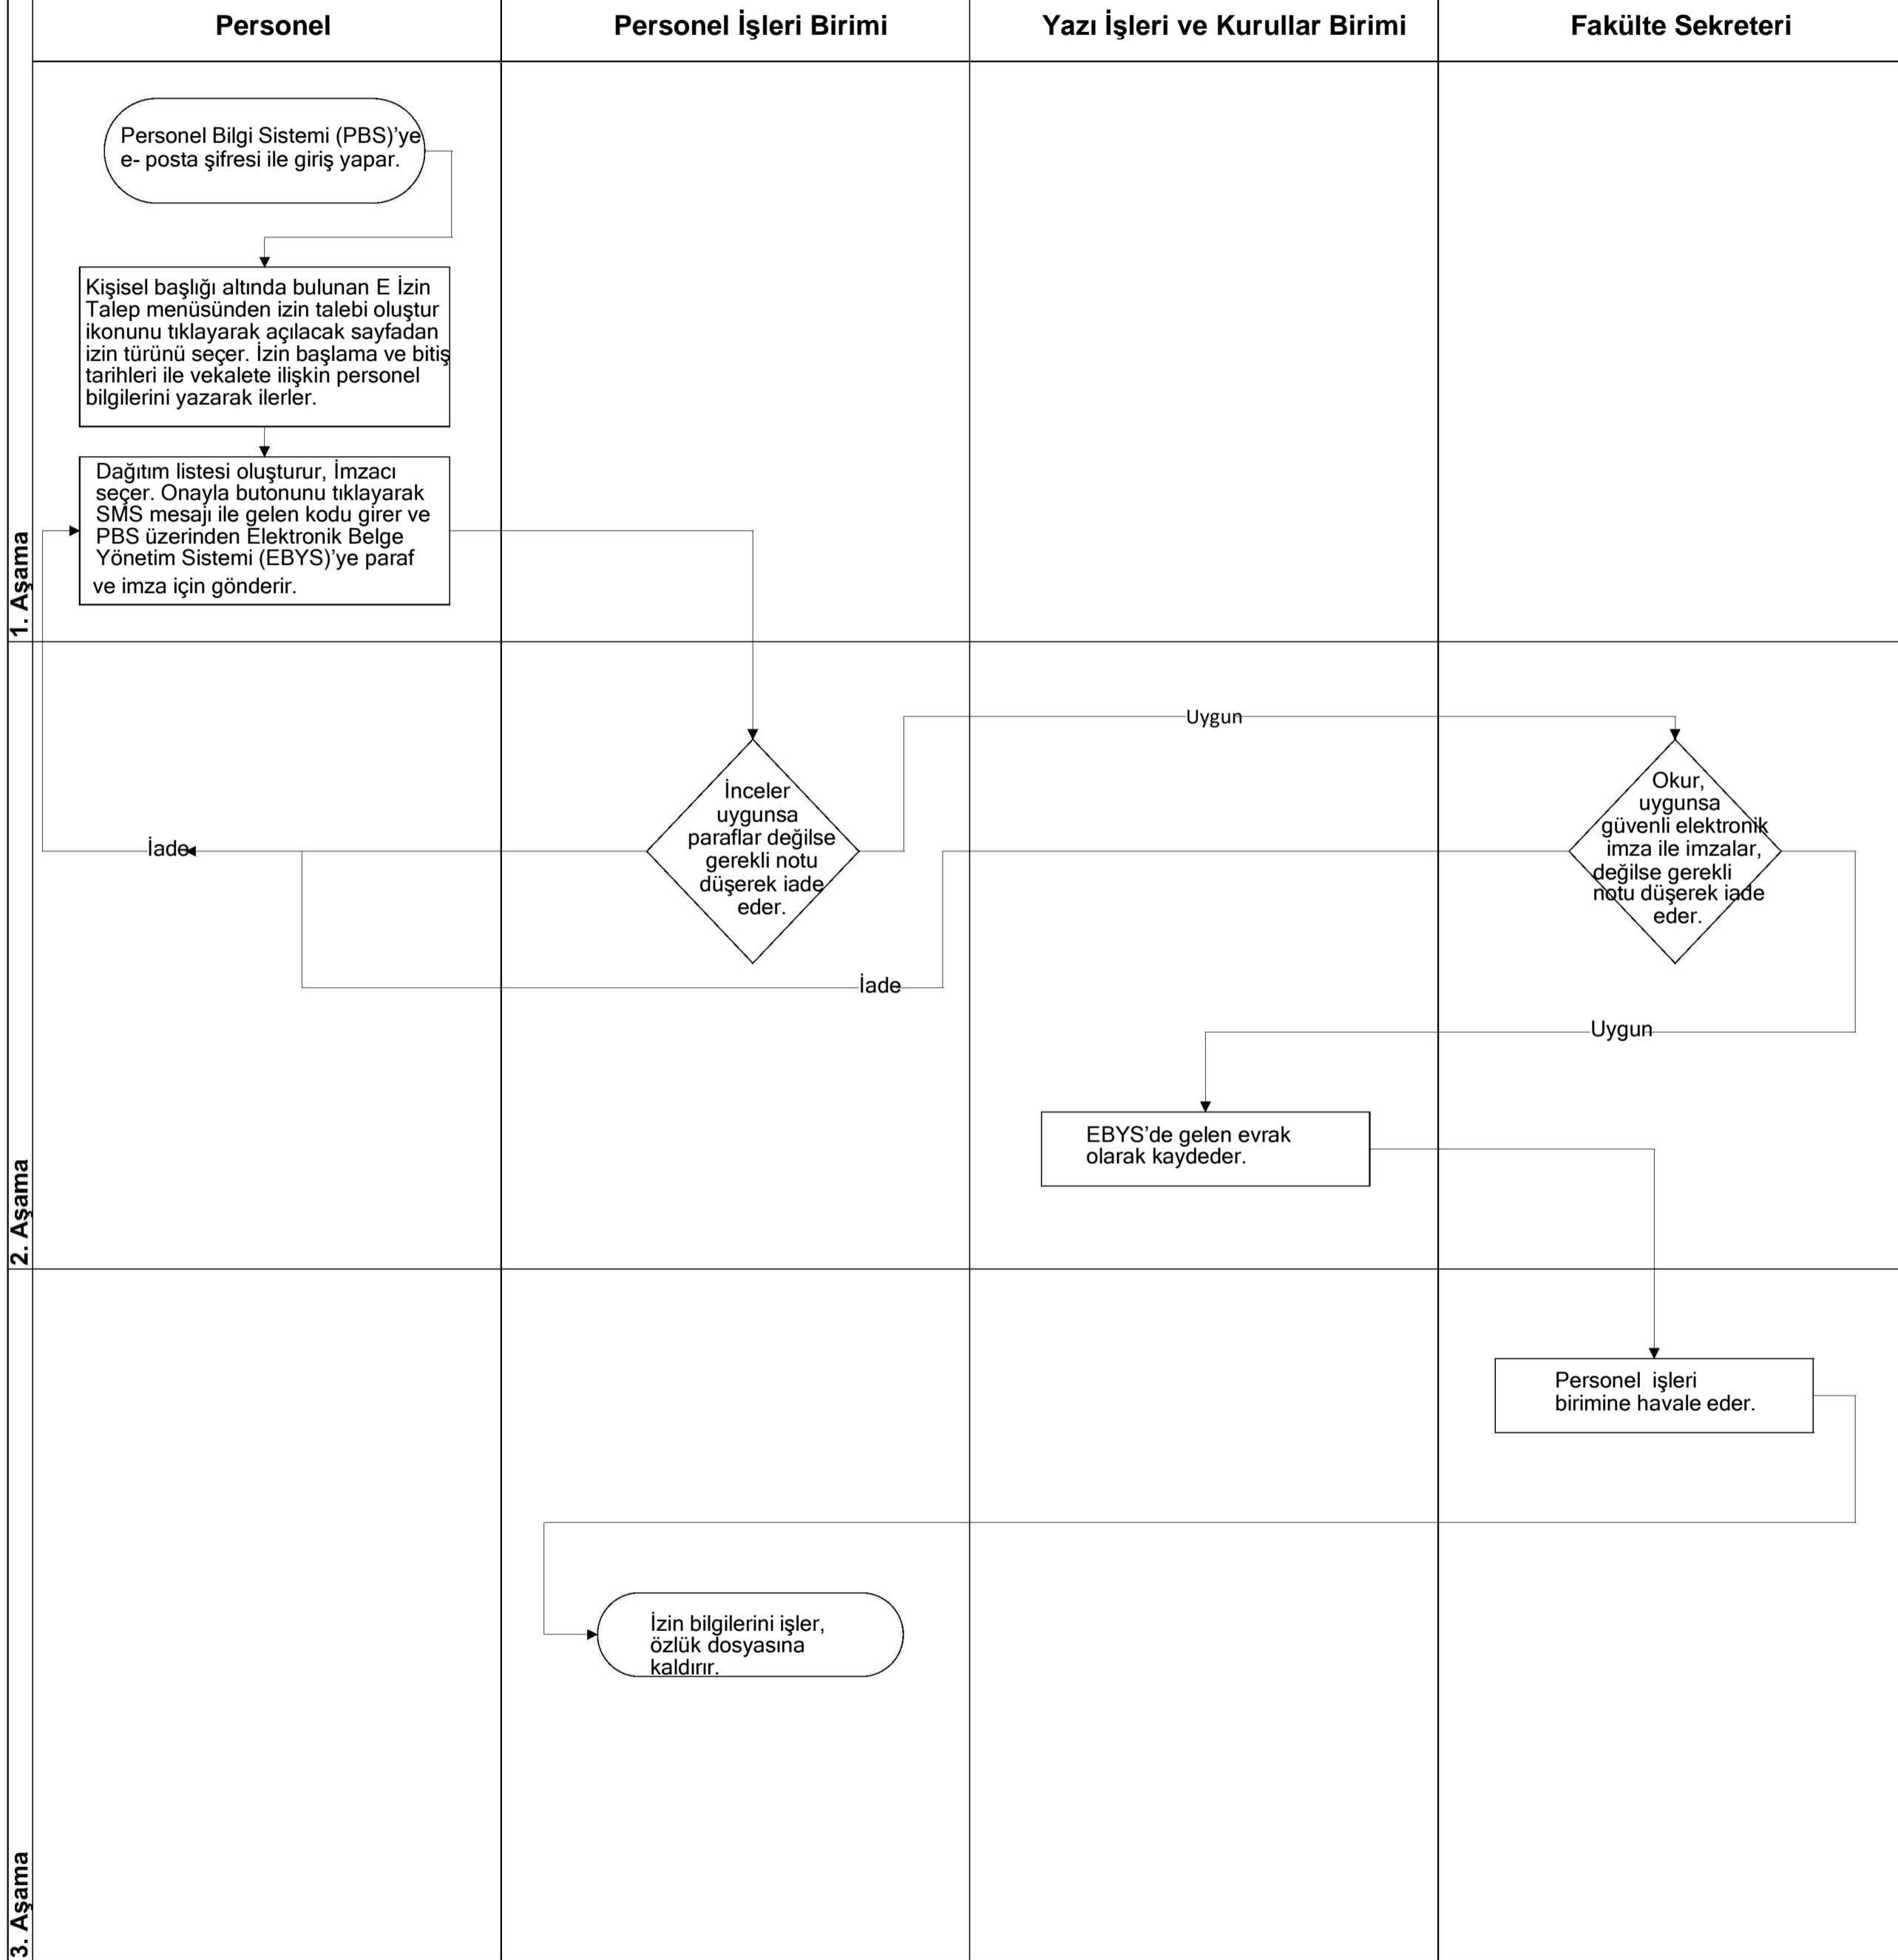 Personel
Personel İşleri Birimi
Yazı İşleri ve Kurullar Birimi
Fakülte Sekreteri
1. Aşama
Personel Bilgi Sistemi (PBS)’ye
e- posta şifresi ile giriş yapar.
Kişisel başlığı altında bulunan E İzin
Talep menüsünden izin talebi oluştur
ikonunu tıklayarak açılacak sayfadan
izin türünü seçer. İzin başlama ve bitiş
tarihleri ile vekalete ilişkin personel
bilgilerini yazarak ilerler.
Dağıtım listesi oluşturur, İmzacı
seçer. Onayla butonunu tıklayarak
SMS mesajı ile gelen kodu girer ve
PBS üzerinden Elektronik Belge
Yönetim Sistemi (EBYS)’ye paraf
ve imza için gönderir.
2. Aşama
Uygun
İnceler
uygunsa
paraflar değilse
gerekli notu
düşerek iade
eder.
Okur,
uygunsa
güvenli elektronik
imza ile imzalar,
değilse gerekli
notu düşerek iade
eder.
İade
İade
Uygun
EBYS’de gelen evrak
olarak kaydeder.
3. Aşama
Personel işleri
birimine havale eder.
İzin bilgilerini işler,
özlük dosyasına
kaldırır.